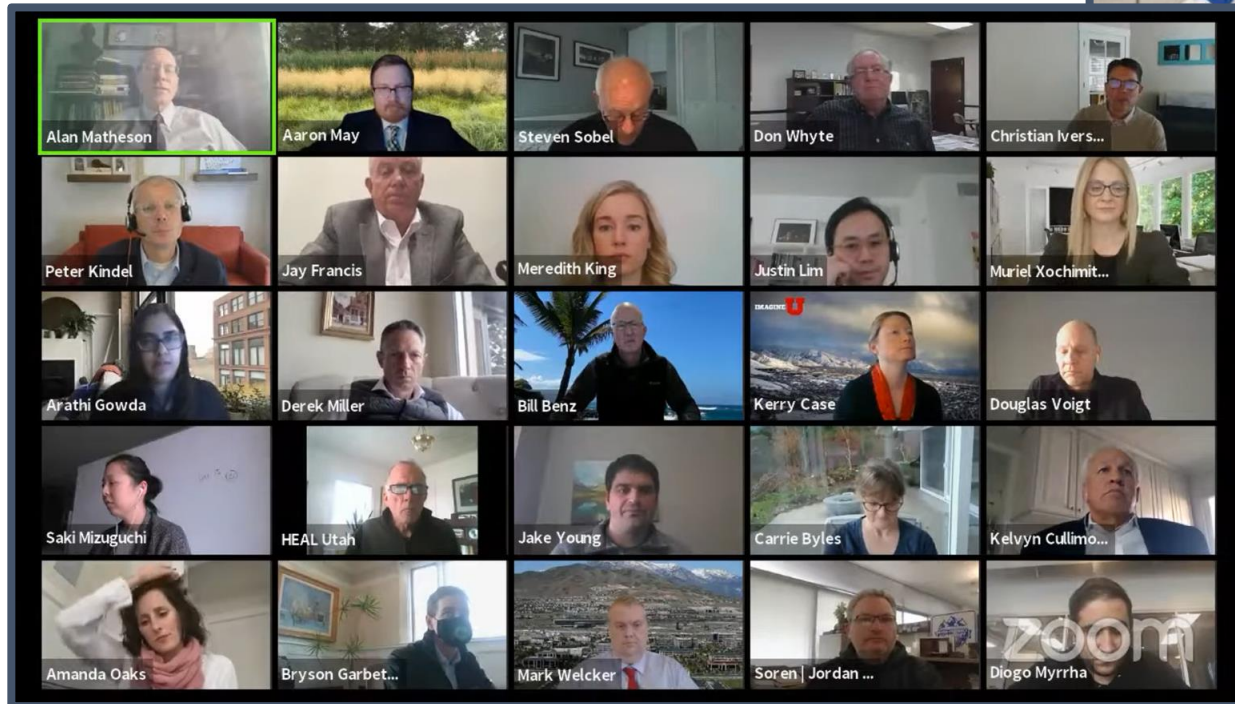 Alan Matheson
Aaron May
Steven Sobel
Don Whyte
Christian Ivers...
Peter Kindel
Jay Francis
Meredith King
Justin Lim
Muriel Xochimit...
Arathi Gowda
Derek Miller
Bill Benz
IMAGINE U
Kerry Case
Douglas Voigt
Saki Mizuguchi
HEAL Utah
Jake Young
Carrie Byles
Kelvyn Cullimo...
Amanda Oaks
Bryson Garbet...
Mark Welcker
Soren | Jordan ...
Diogo Myrrha
zoom